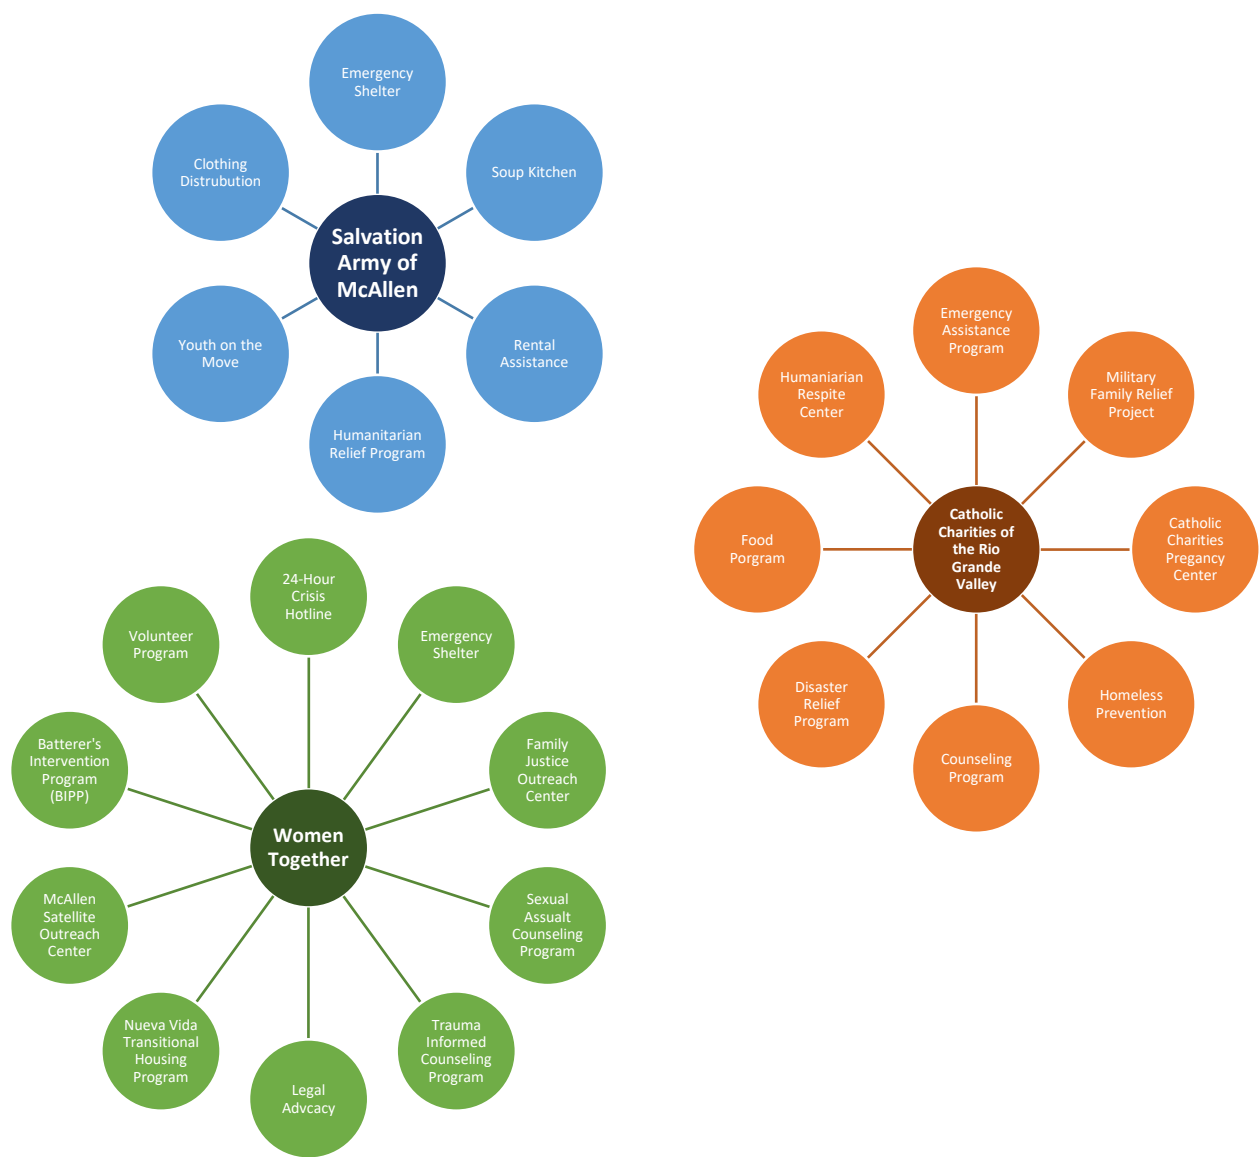 Emergency
Shelter
Clothing
Distrubution
Soup Kitchen
Salvation
Army of
McAllen
Youth on the
Move
Rental
Assistance
Humanitarian
Relief Program
Emergency
Assistance
Program
Humaniarian
Respite
Center
Military
Family Relief
Project
Food
Porgram
Catholic
Charities of
the Rio
Grande
Valley
Catholic
Charities
Pregancy
Center
Disaster
Relief
Program
Homeless
Prevention
Counseling
Program
24-Hour
Crisis
Hotline
Volunteer
Program
Emergency
Shelter
Batterer's
Intervention
Program
(BIPP)
Family
Justice
Outreach
Center
Women
Together
McAllen
Satellite
Outreach
Center
Sexual
Assualt
Counseling
Program
Nueva Vida
Transitional
Housing
Program
Trauma
Informed
Counseling
Program
Legal
Advcacy